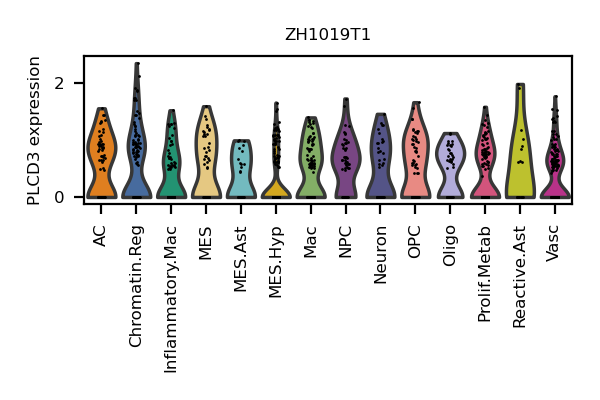 ZH1019T1
PLCD3 expression
2
0
AC
Chromatin.Reg
Inflammatory.Mac
MES
MES.Ast
MES.Hyp
Mac
NPC
Neuron
OPC
Oligo
Prolif.Metab
Reactive.Ast
Vasc